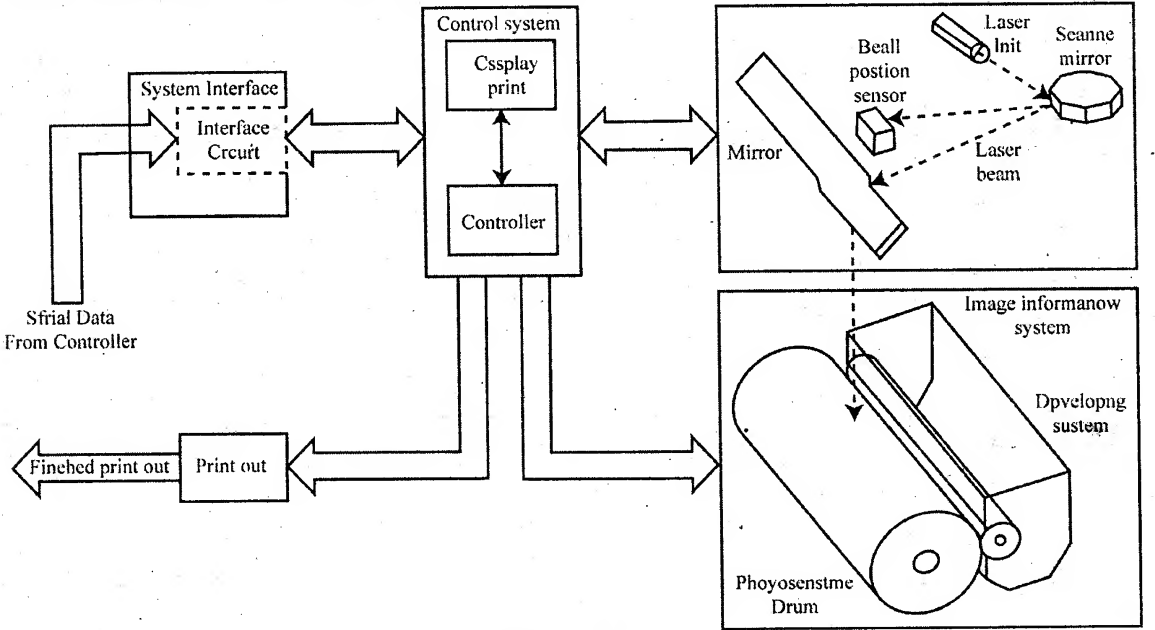 Control system
Cssplay
print
Controller
System Interface
Interface
Crcurt
Sfrial Data
From Controller
Finehed print out
Print out
Laser
Init
Seanne
mirror
Beall
postion
sensor
Mirror
Laser
beam
Image informanow
system
Dpvelopng
sustem
Phoyosenstme
Drum